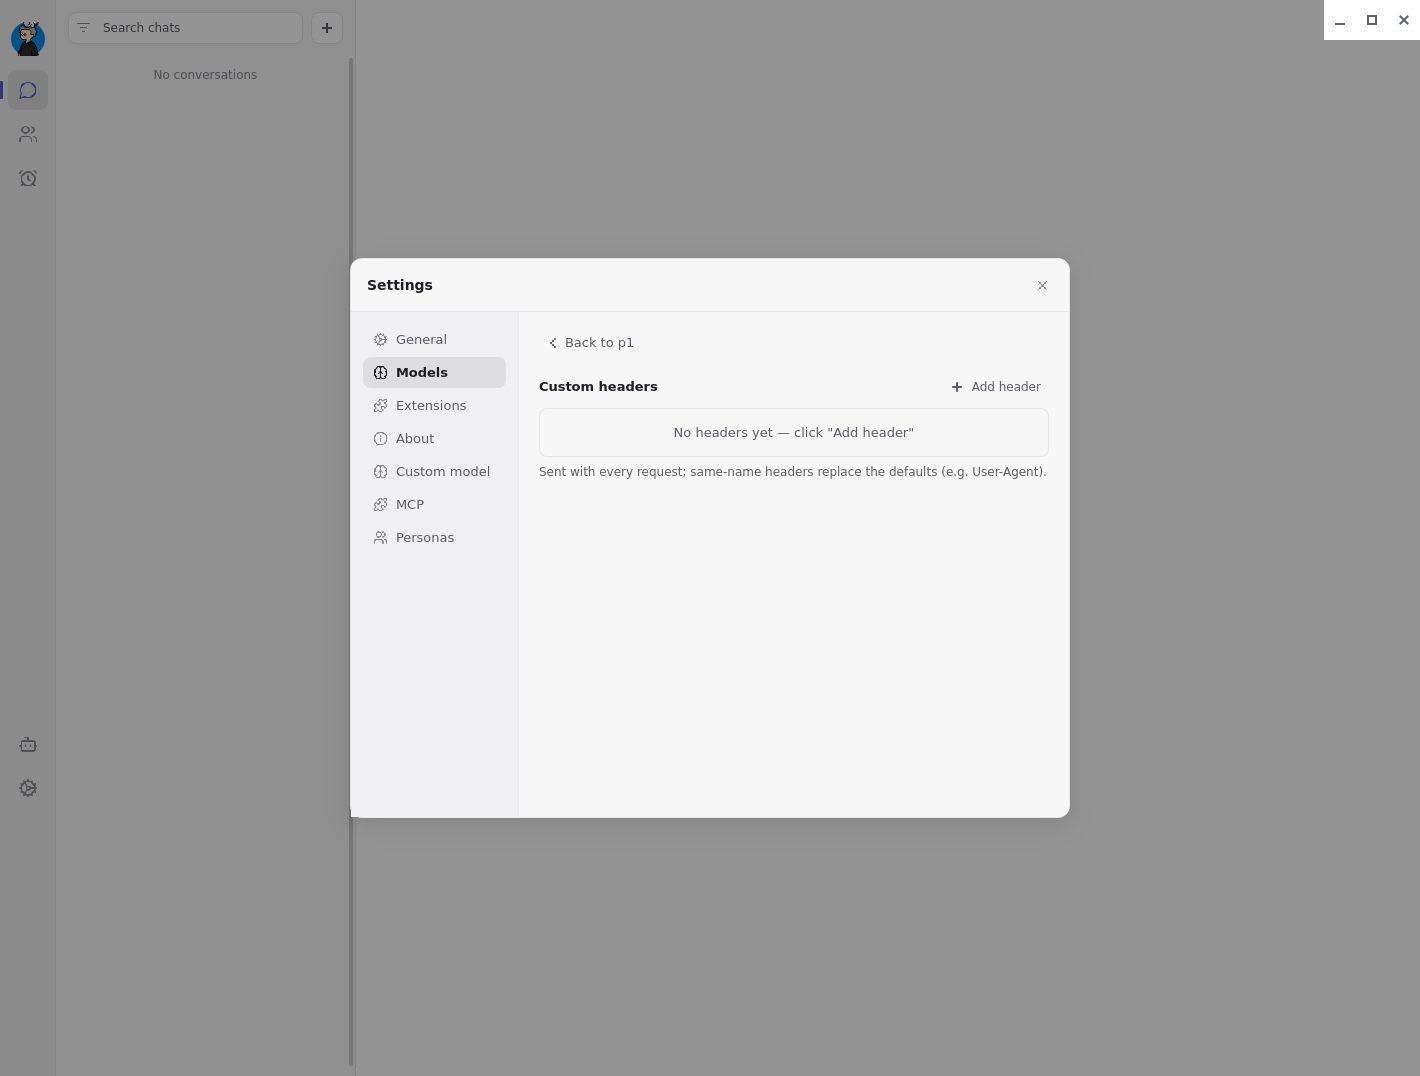 Search chats
No conversations
Settings
General
Models
Extensions
About
Custom model
MCP
Personas
Back to p1
Custom headers
Add header
No headers yet — click "Add header"
Sent with every request; same-name headers replace the defaults (e.g. User-Agent).